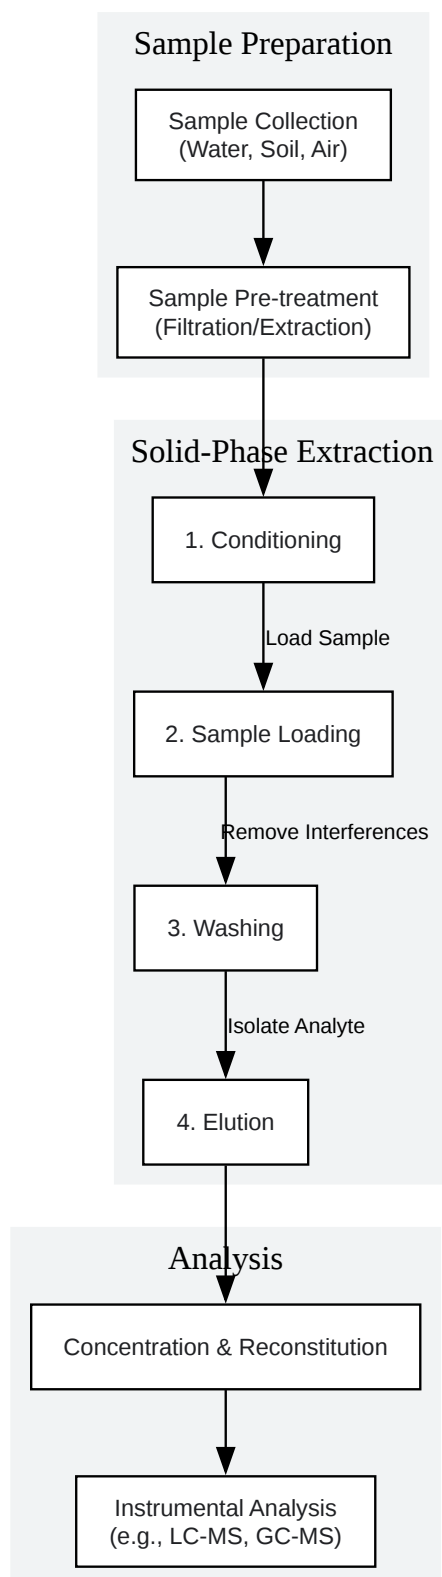 Sample Preparation
Sample Collection
(Water, Soil, Air)
Sample Pre-treatment
(Filtration/Extraction)
Solid-Phase Extraction
1. Conditioning
Load Sample
2. Sample Loading
Remove Interferences
3. Washing
Isolate Analyte
4. Elution
Analysis
Concentration & Reconstitution
Instrumental Analysis
(e.g., LC-MS, GC-MS)